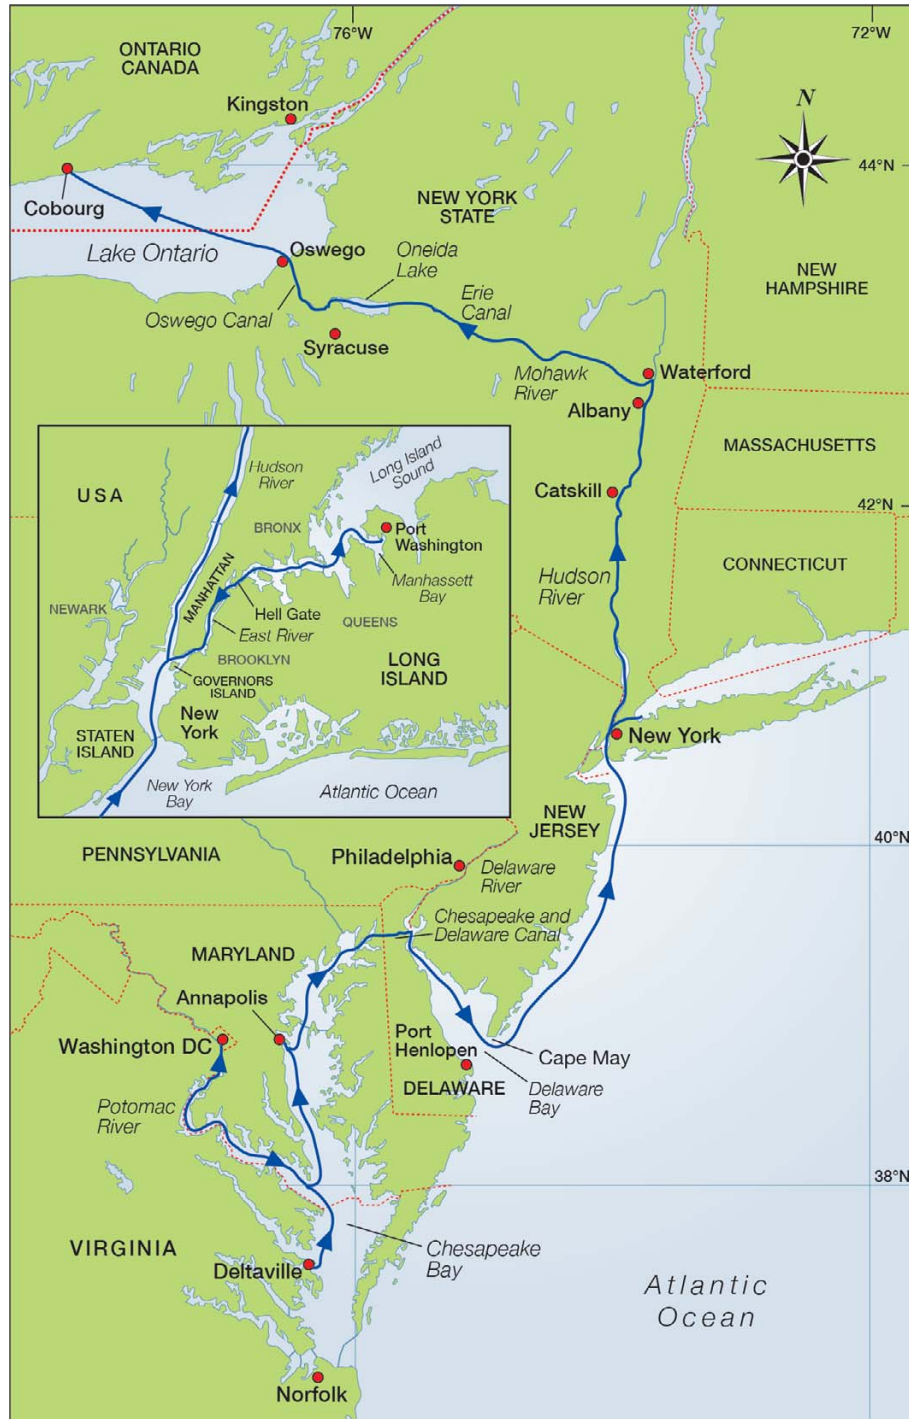 76°W
72°W
ONTARIO
CANADA
Kingston
N
44°N
Cobourg
NEW YORK
STATE
Lake Ontario
Oswego
Oneida
Lake
NEW
HAMPSHIRE
Oswego Canal
Erie
Canal
Syracuse
Mohawk
River
Waterford
Albany
MASSACHUSETTS
Catskill
42°N
CONNECTICUT
Hudson
River
New York
USA
Hudson
River
Long Island
Sound
BRONX
Port
Washington
MANHATTAN
Manhassett
Bay
NEWARK
Hell Gate
East River
QUEENS
BROOKLYN
GOVERNORS
ISLAND
LONG
ISLAND
New
York
STATEN
ISLAND
New York
Bay
Atlantic Ocean
NEW
JERSEY
40°N
PENNSYLVANIA
Philadelphia
Delaware
River
Chesapeake and
Delaware Canal
MARYLAND
Annapolis
Washington DC
Port
Henlopen
Cape May
DELAWARE
Delaware
Bay
Potomac
River
38°N
VIRGINIA
Chesapeake
Bay
Deltaville
Atlantic
Ocean
Norfolk